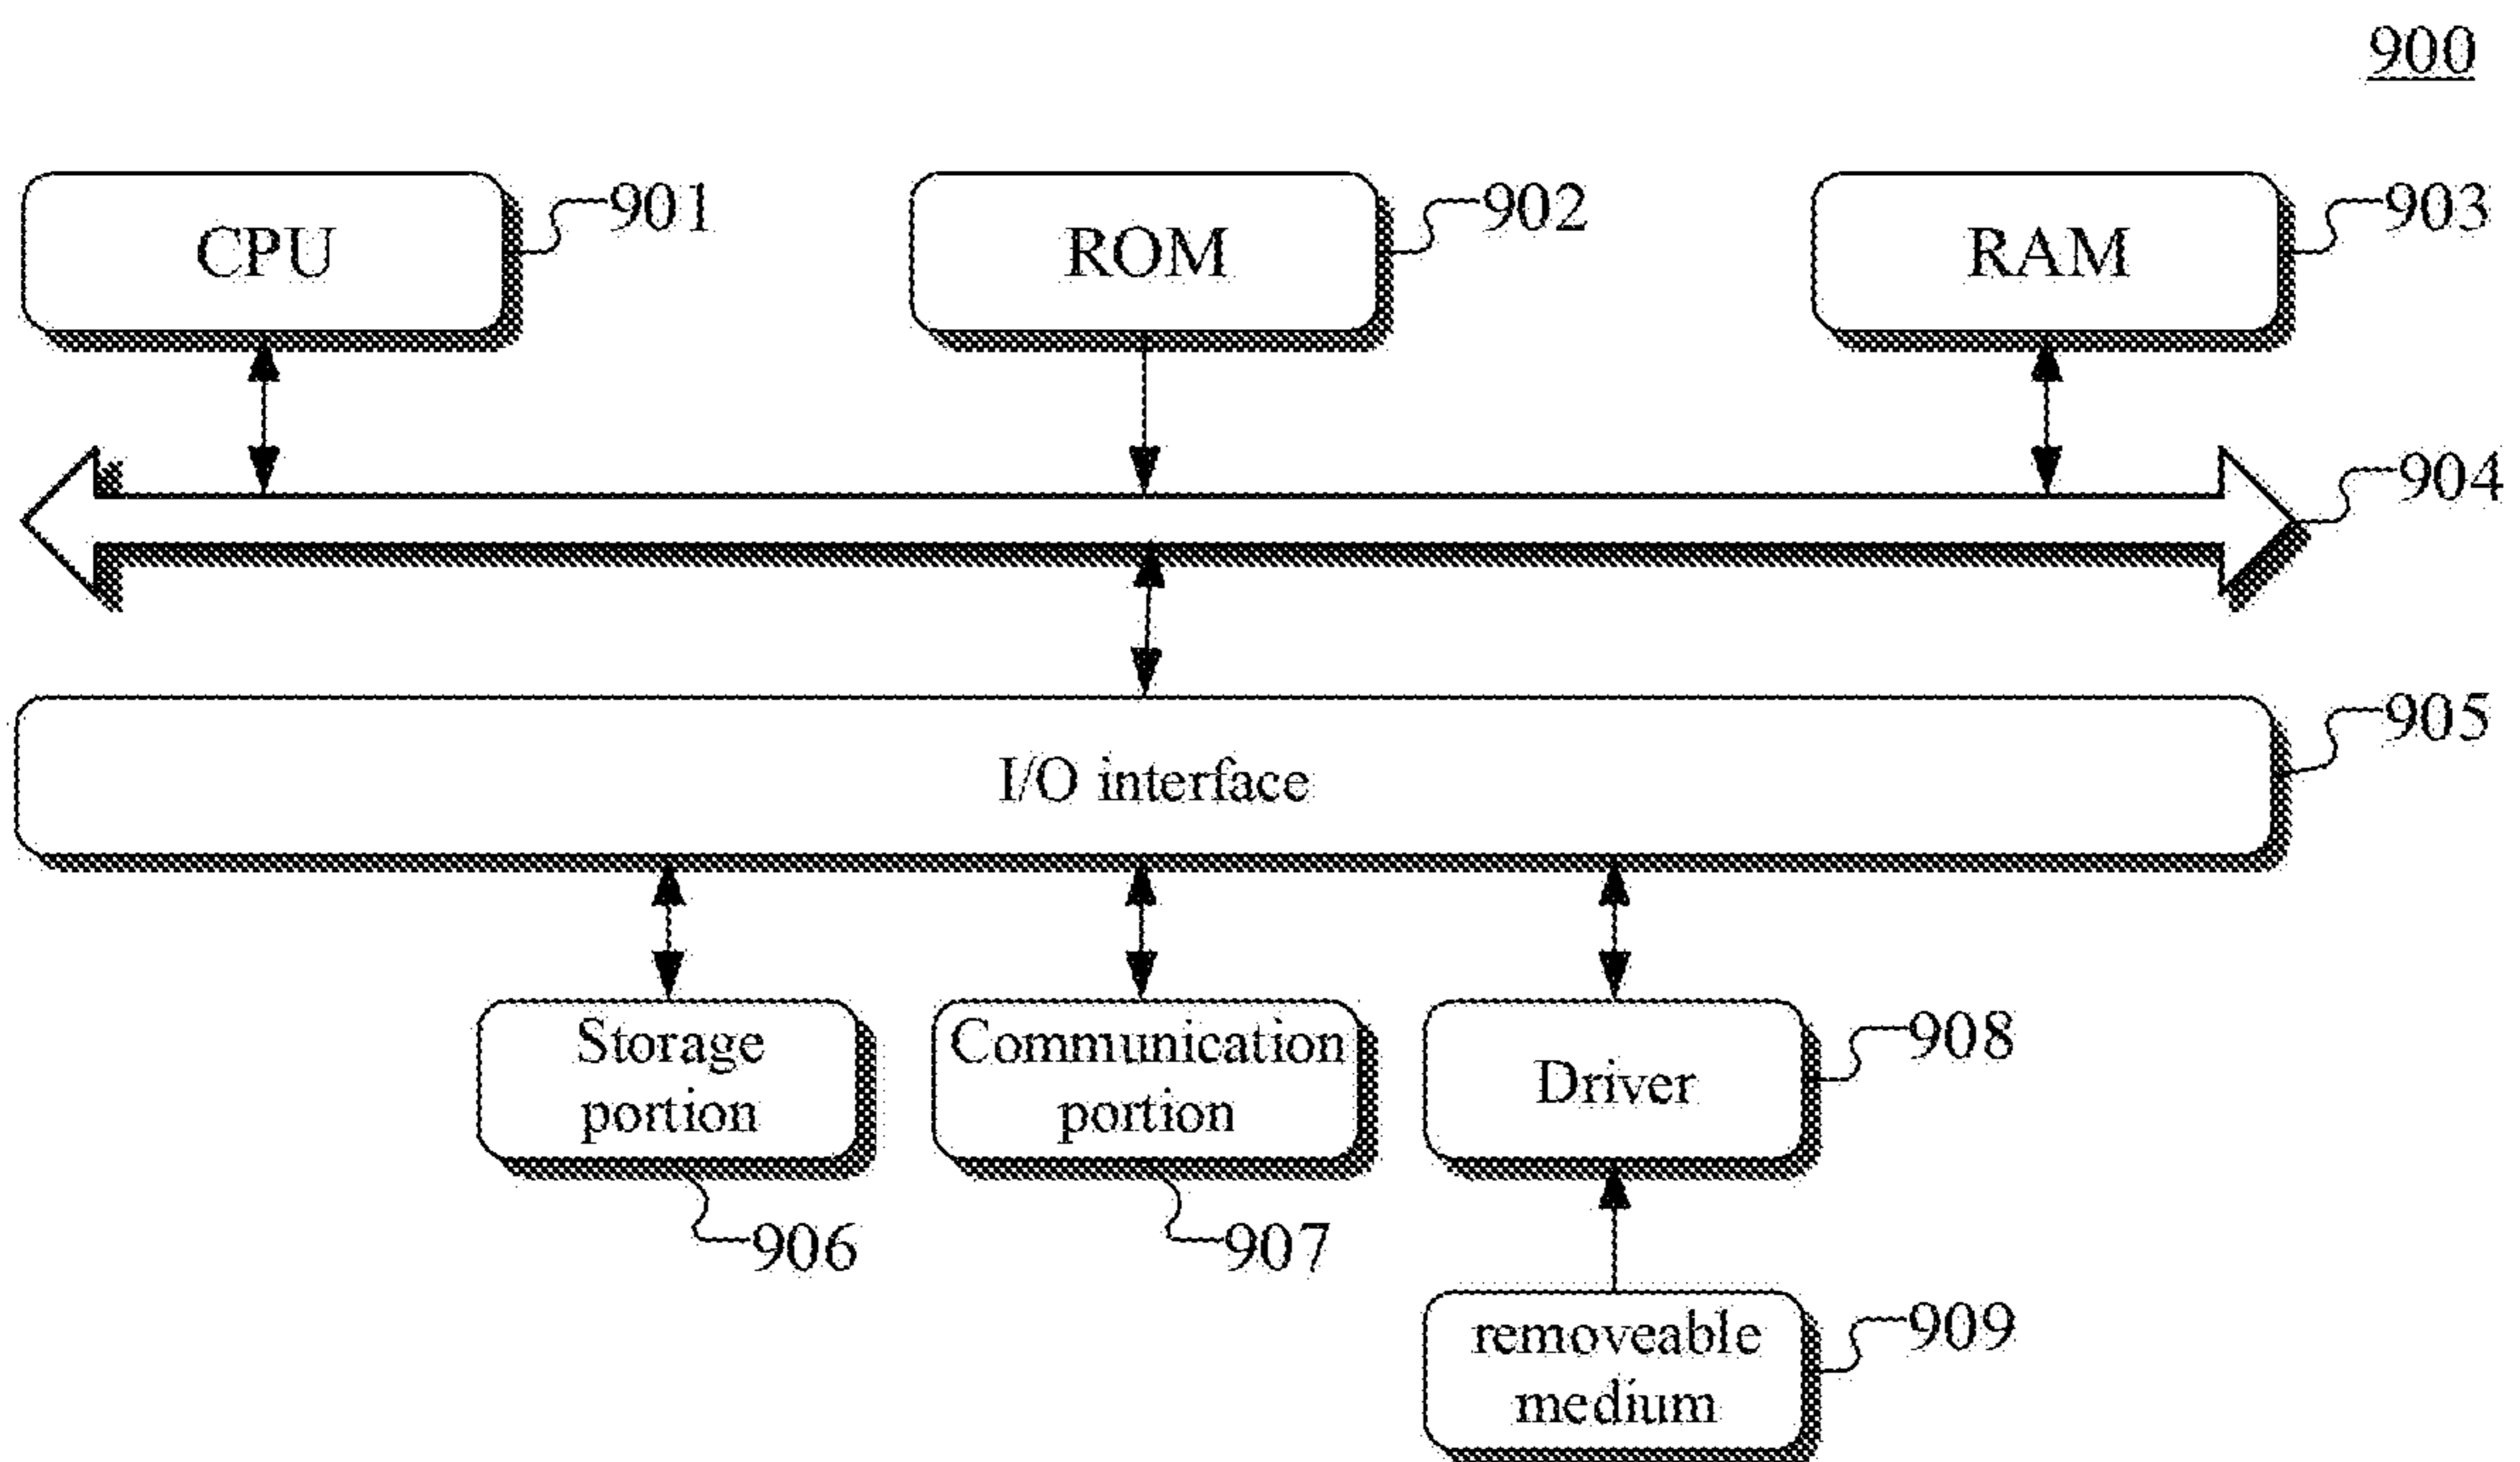 900
CPU
901
ROM
902
RAM
903
904
905
I/O interface
Storage
portion
Communication
portion
Driver
908
906
907
removeable
medium
909